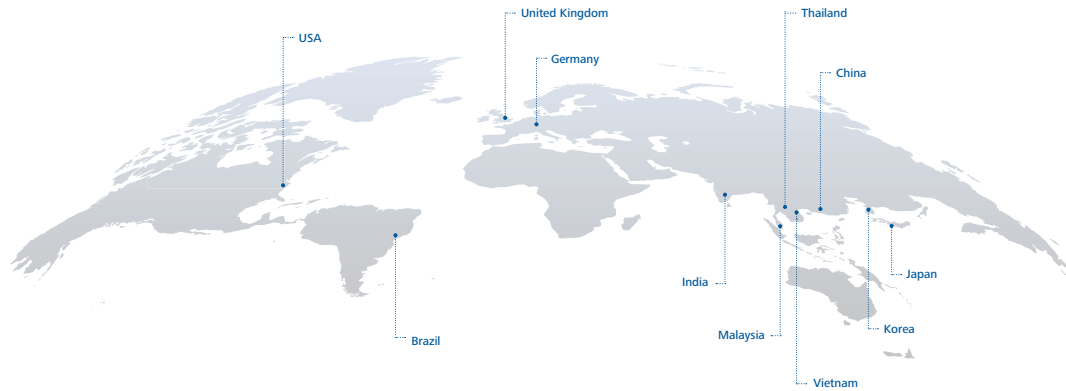 United Kingdom
Thailand
USA
Germany
China
India
Japan
Malaysia
Korea
Brazil
Vietnam